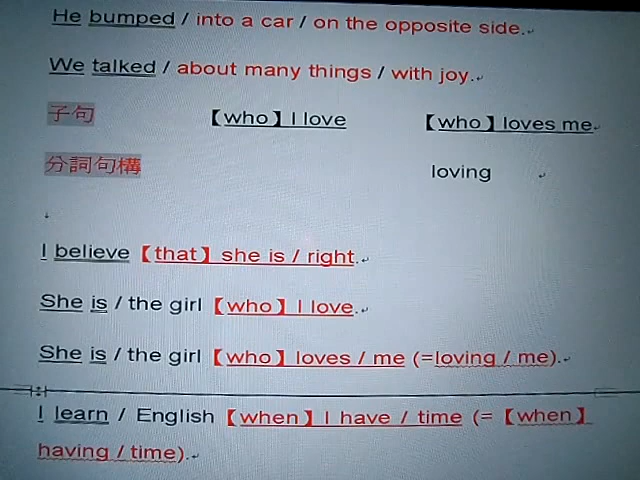 He bumped / into a car / on the opposite side.
We talked / about many things / with joy.
子句 【who】I love 【who】loves me
分詞句構 loving
I believe【that】she is / right.
She is / the girl【who】I love.
She is / the girl【who】loves / me (=loving / me).
I learn / English【when】I have / time (=【when】
having / time).